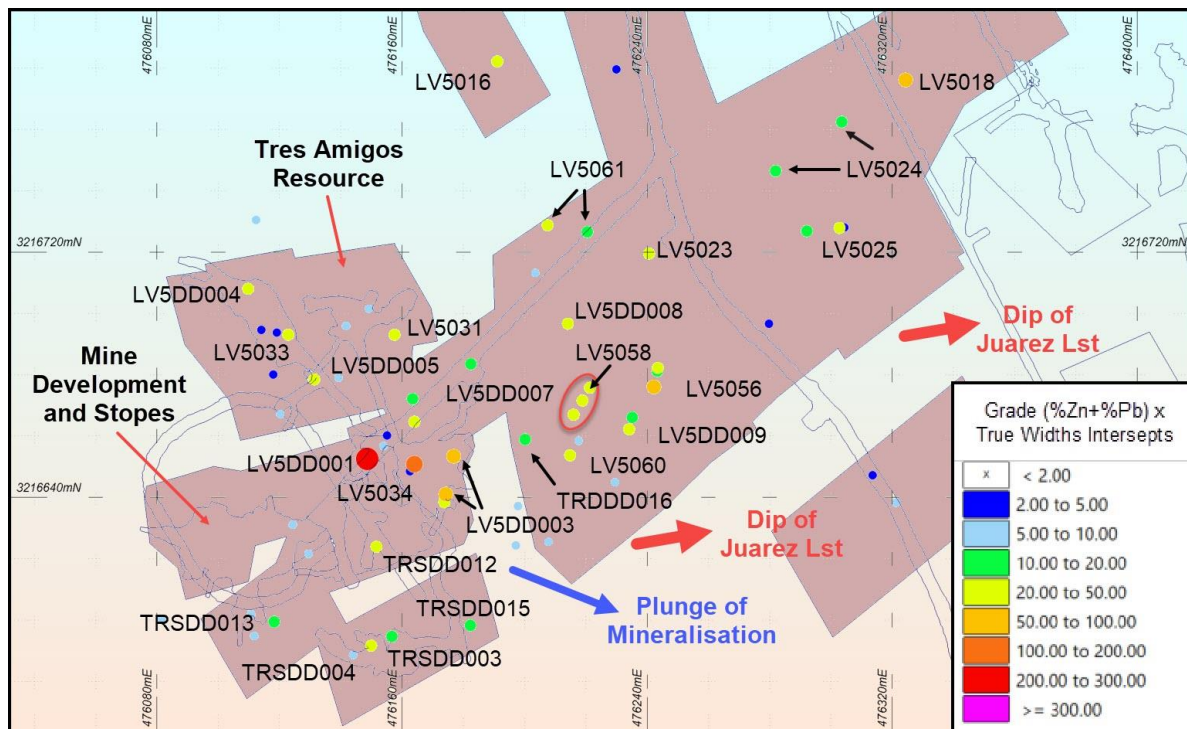 476080mE
476160mE
476240mE
476320mE
476400mE
LV5016
LV5018
Tres Amigos
Resource
LV5061
LV5024
3216720mN
LV5023
LV5025
3216720mN
LV5DD004
LV5DD008
LV5031
LV5033
LV5DD005
LV5058
Dip of
Juarez Lst
Mine
Development
and Stopes
LV5DD007
LV5056
LV5DD009
LV5DD001
LV5060
LV5034
TRDDD016
3216640mN
LV5DD003
Dip of
Juarez Lst
TRSDD012
TRSDD015
Plunge of
Mineralisation
TRSDD013
TRSDD003
TRSDD004
476080mE
476160mE
476240mE
476320mE
Grade (%Zn+%Pb) x
True Widths Intersepts
x < 2.00
2.00 to 5.00
5.00 to 10.00
10.00 to 20.00
20.00 to 50.00
50.00 to 100.00
100.00 to 200.00
200.00 to 300.00
>= 300.00